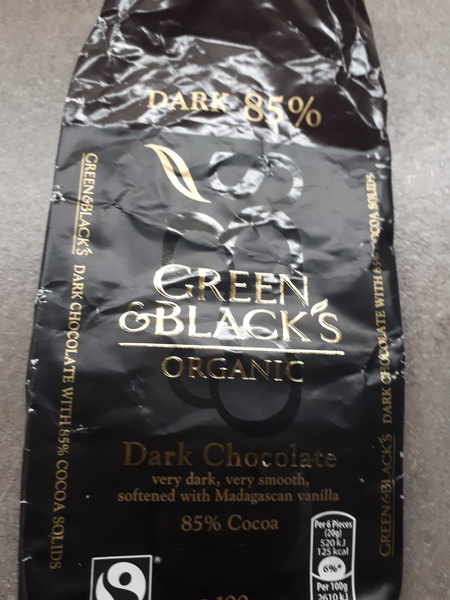 DARK 85%
GREEN & BLACK'S
ORGANIC
Dark Chocolate
very dark, very smooth,
softened with Madagascan vanilla
85% Cocoa
GREEN&BLACK'S DARK CHOCOLATE WITH 85% COCOA SOLIDS
GREEN&BLACK'S DARK CHOCOLATE WITH 85% COCOA SOLIDS
Per 6 Pieces
(20g)
520 kJ
125 kcal
6%*
Per 100g
2610 kJ